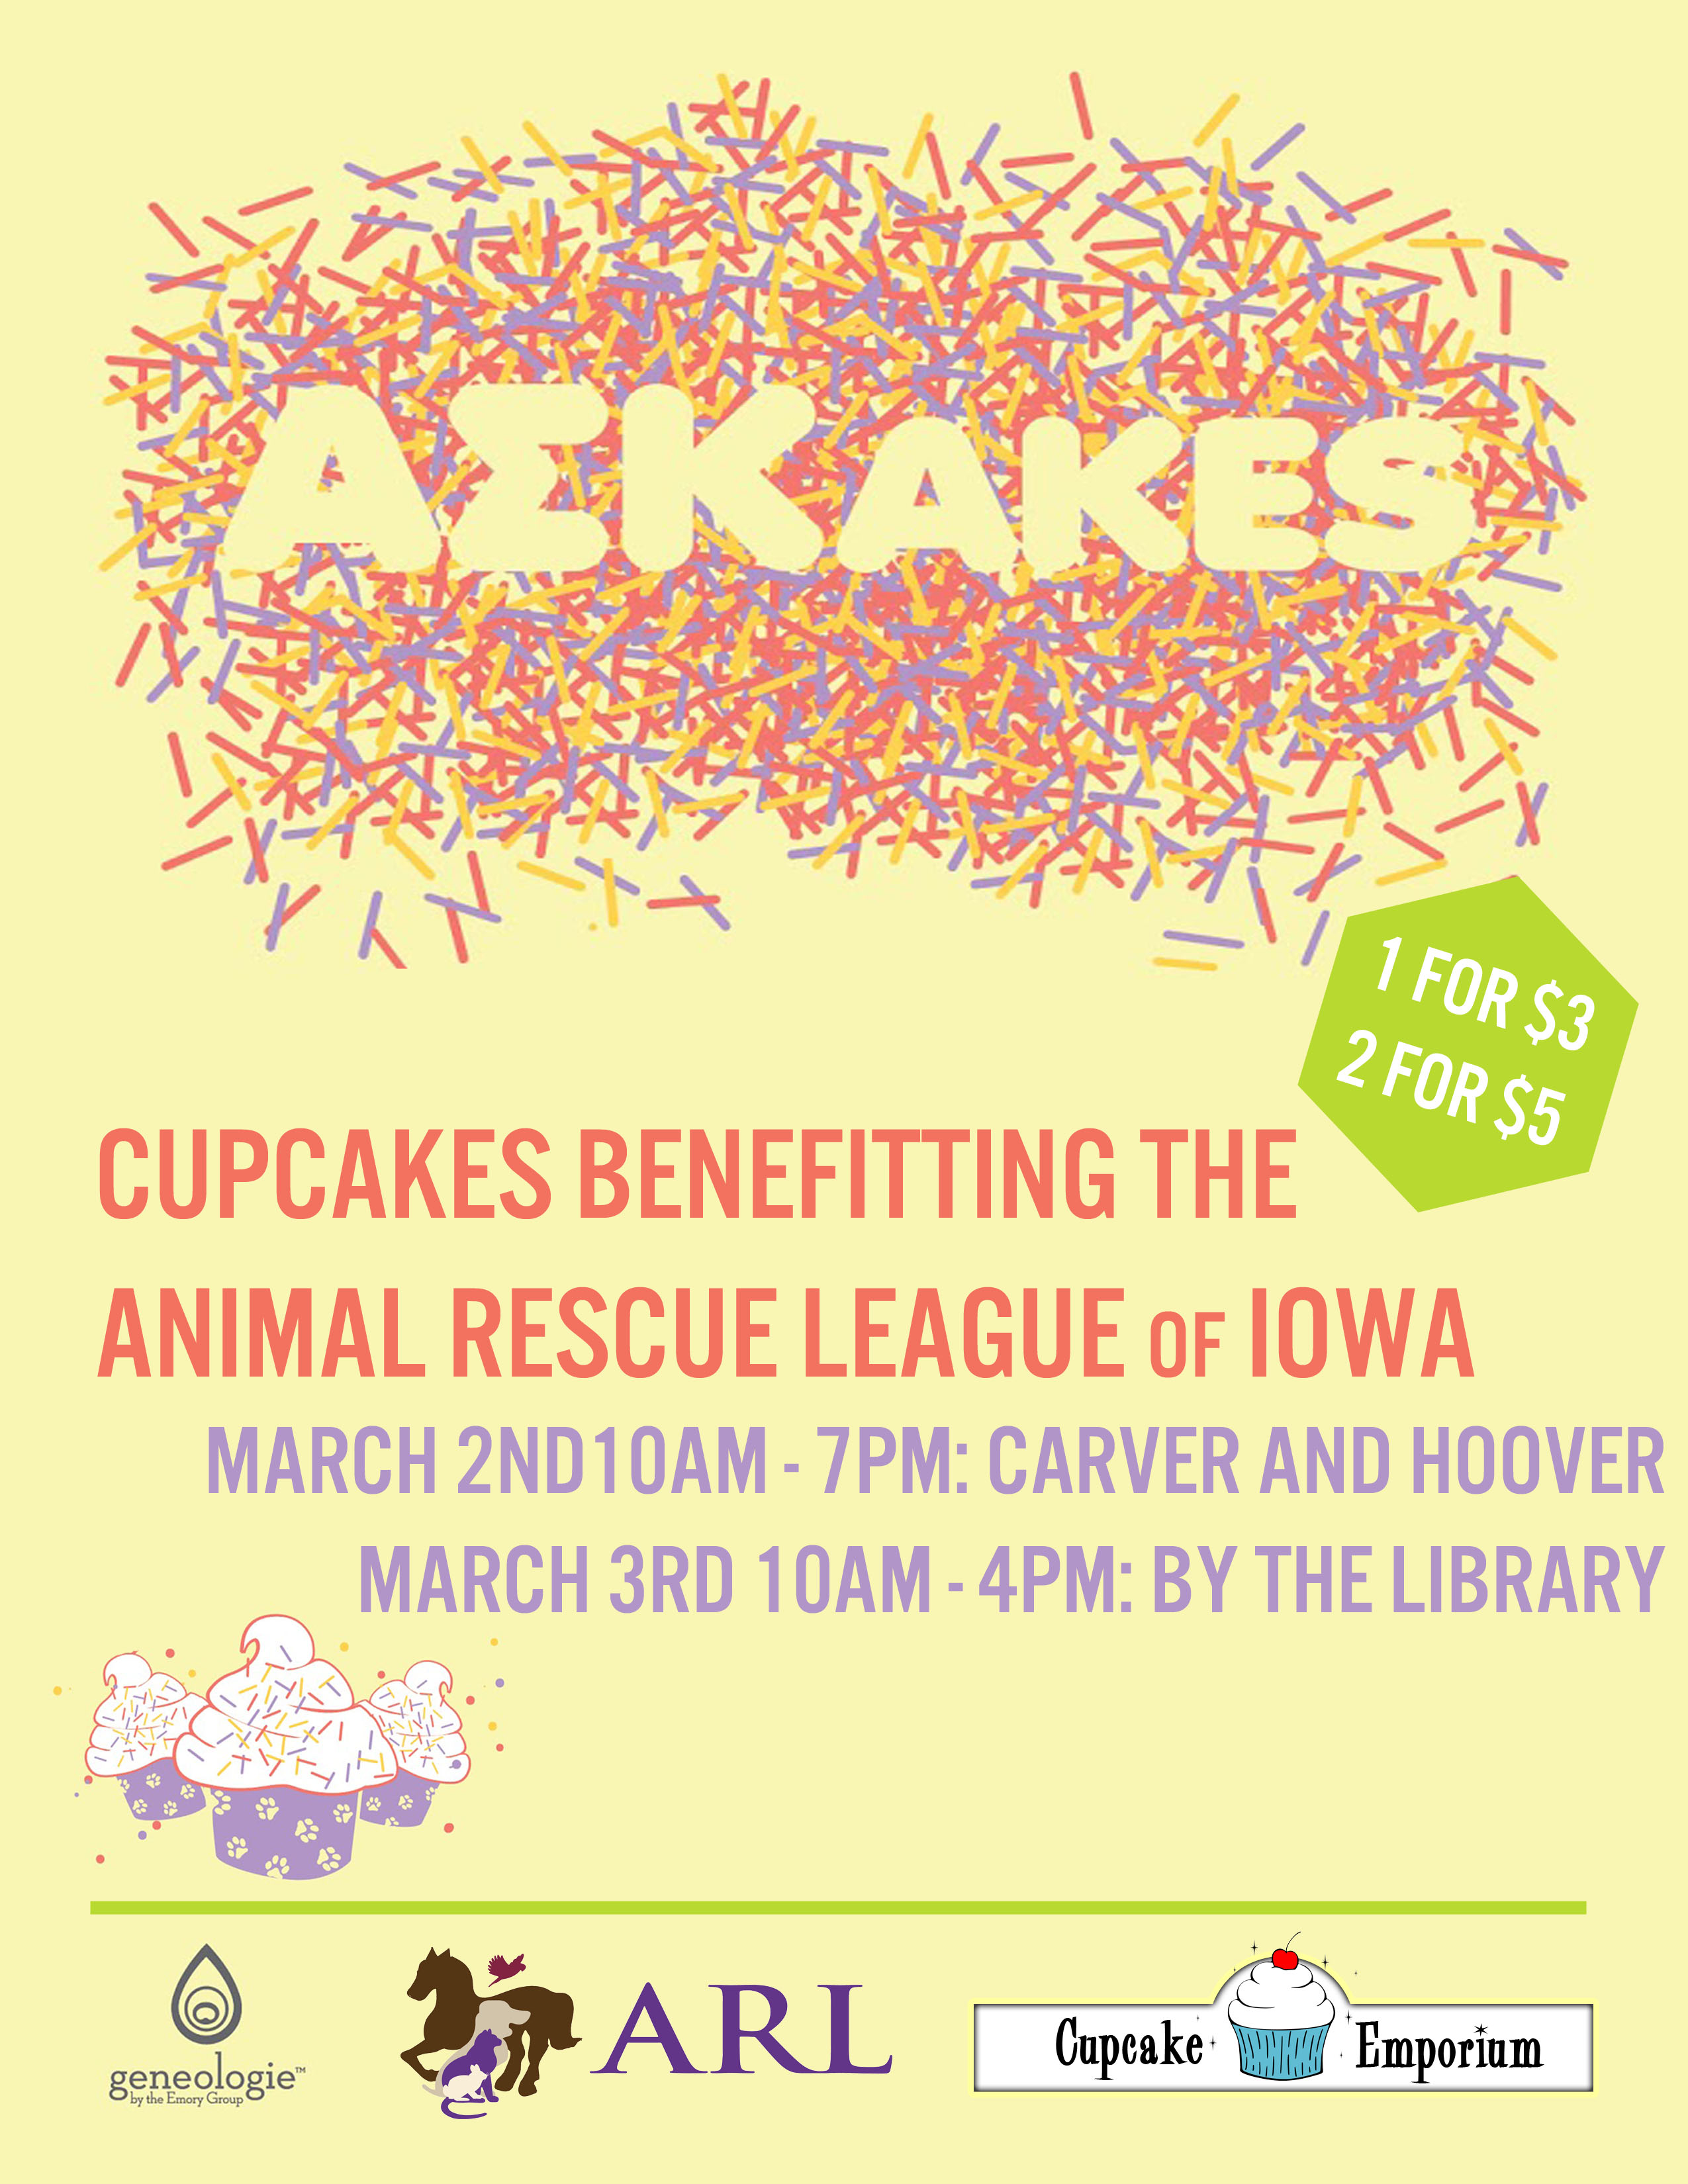 AΣKAKES
1 FOR $3
2 FOR $5
CUPCAKES BENEFITTING THE
ANIMAL RESCUE LEAGUE OF IOWA
MARCH 2ND10AM - 7PM: CARVER AND HOOVER
MARCH 3RD 10AM - 4PM: BY THE LIBRARY
geneologie™
by the Emory Group
ARL
Cupcake Emporium